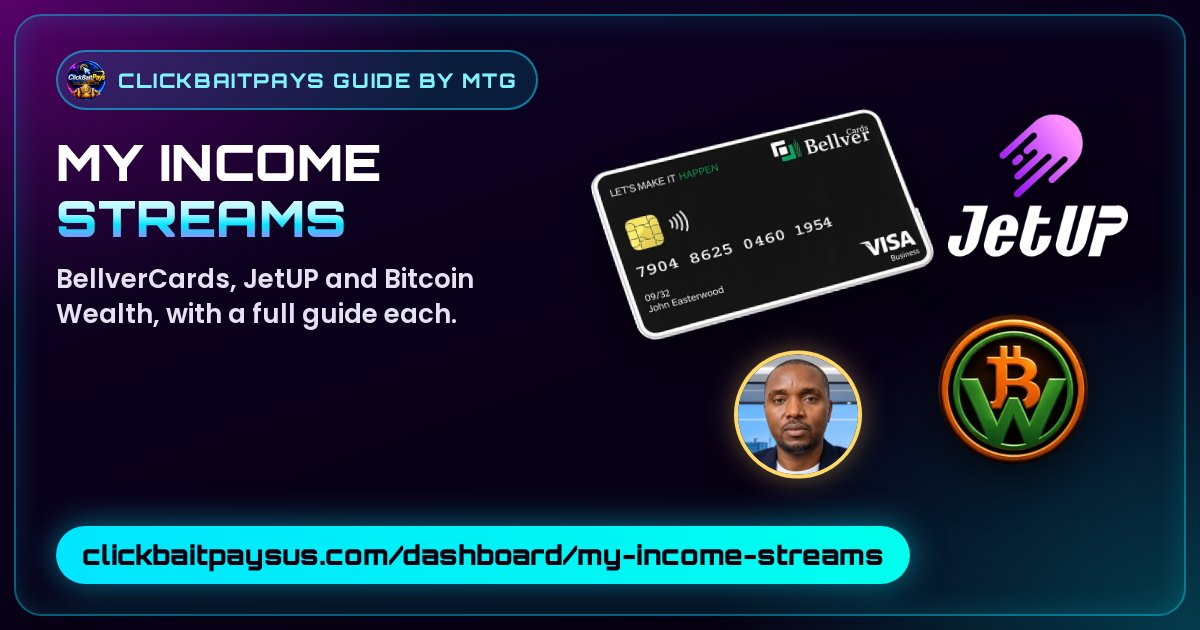 ClickBaitPays
CLICKBAITPAYS GUIDE BY MTG
MY INCOME
STREAMS
BellverCards, JetUP and Bitcoin
Wealth, with a full guide each.
LET'S MAKE IT HAPPEN
Cards
Bellver
7904 8625 0460 1954
09/32
John Easterwood
VISA
Business
JetUP
B
W
clickbaitpaysus.com/dashboard/my-income-streams